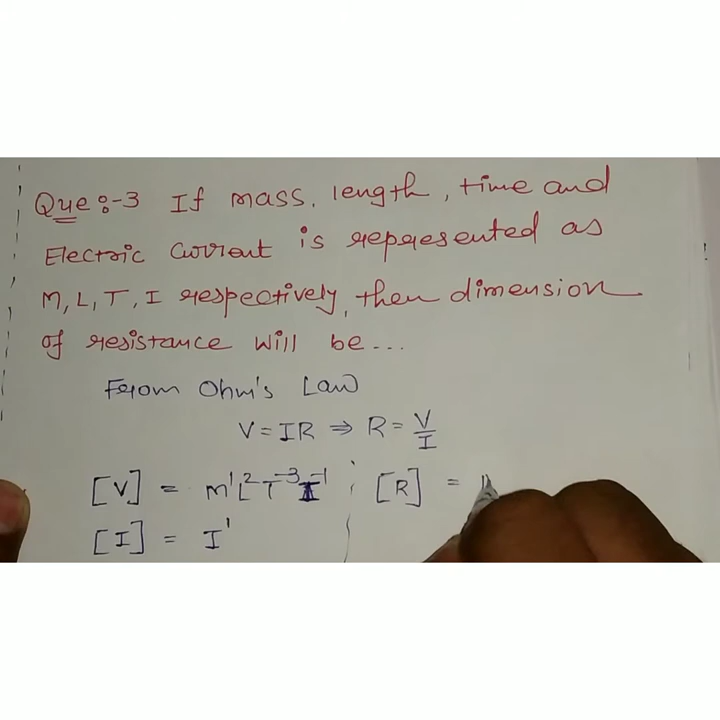 Que :-3 If mass, length, time and
Electric Current is represented as
M, L, T, I respectively, then dimension
of resistance will be...
From Ohm's Law
V = IR ⇒ R = V/I
[V] = M¹L²T⁻³I⁻¹ ; [R] =
[I] = I¹